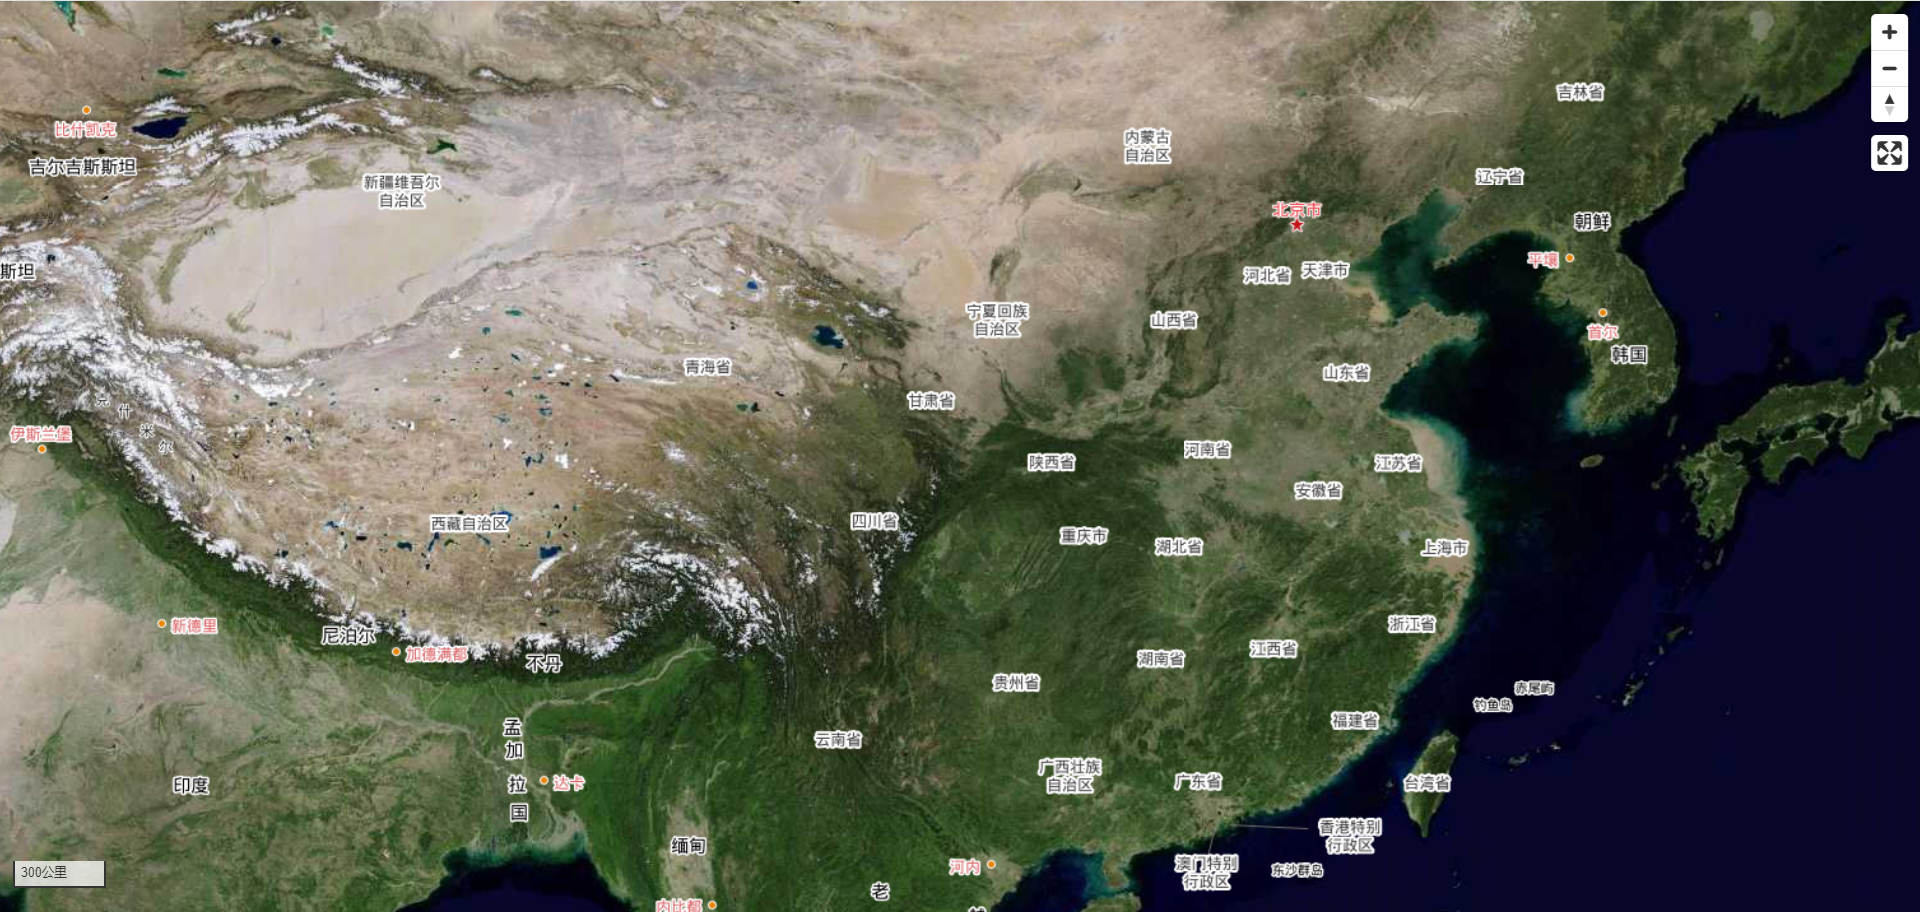 吉林省
比什凯克
内蒙古
自治区
吉尔吉斯斯坦
新疆维吾尔
自治区
辽宁省
北京市
朝鲜
平壤
斯坦
河北省
天津市
宁夏回族
自治区
山西省
首尔
韩国
青海省
山东省
甘肃省
克
什
米
尔
伊斯兰堡
河南省
陕西省
江苏省
安徽省
西藏自治区
四川省
重庆市
湖北省
上海市
新德里
尼泊尔
加德满都
不丹
浙江省
江西省
湖南省
贵州省
赤尾屿
钓鱼岛
福建省
孟
加
拉
国
云南省
印度
达卡
广西壮族
自治区
广东省
台湾省
香港特别
行政区
缅甸
河内
澳门特别
行政区
东沙群岛
300公里
老
内比都